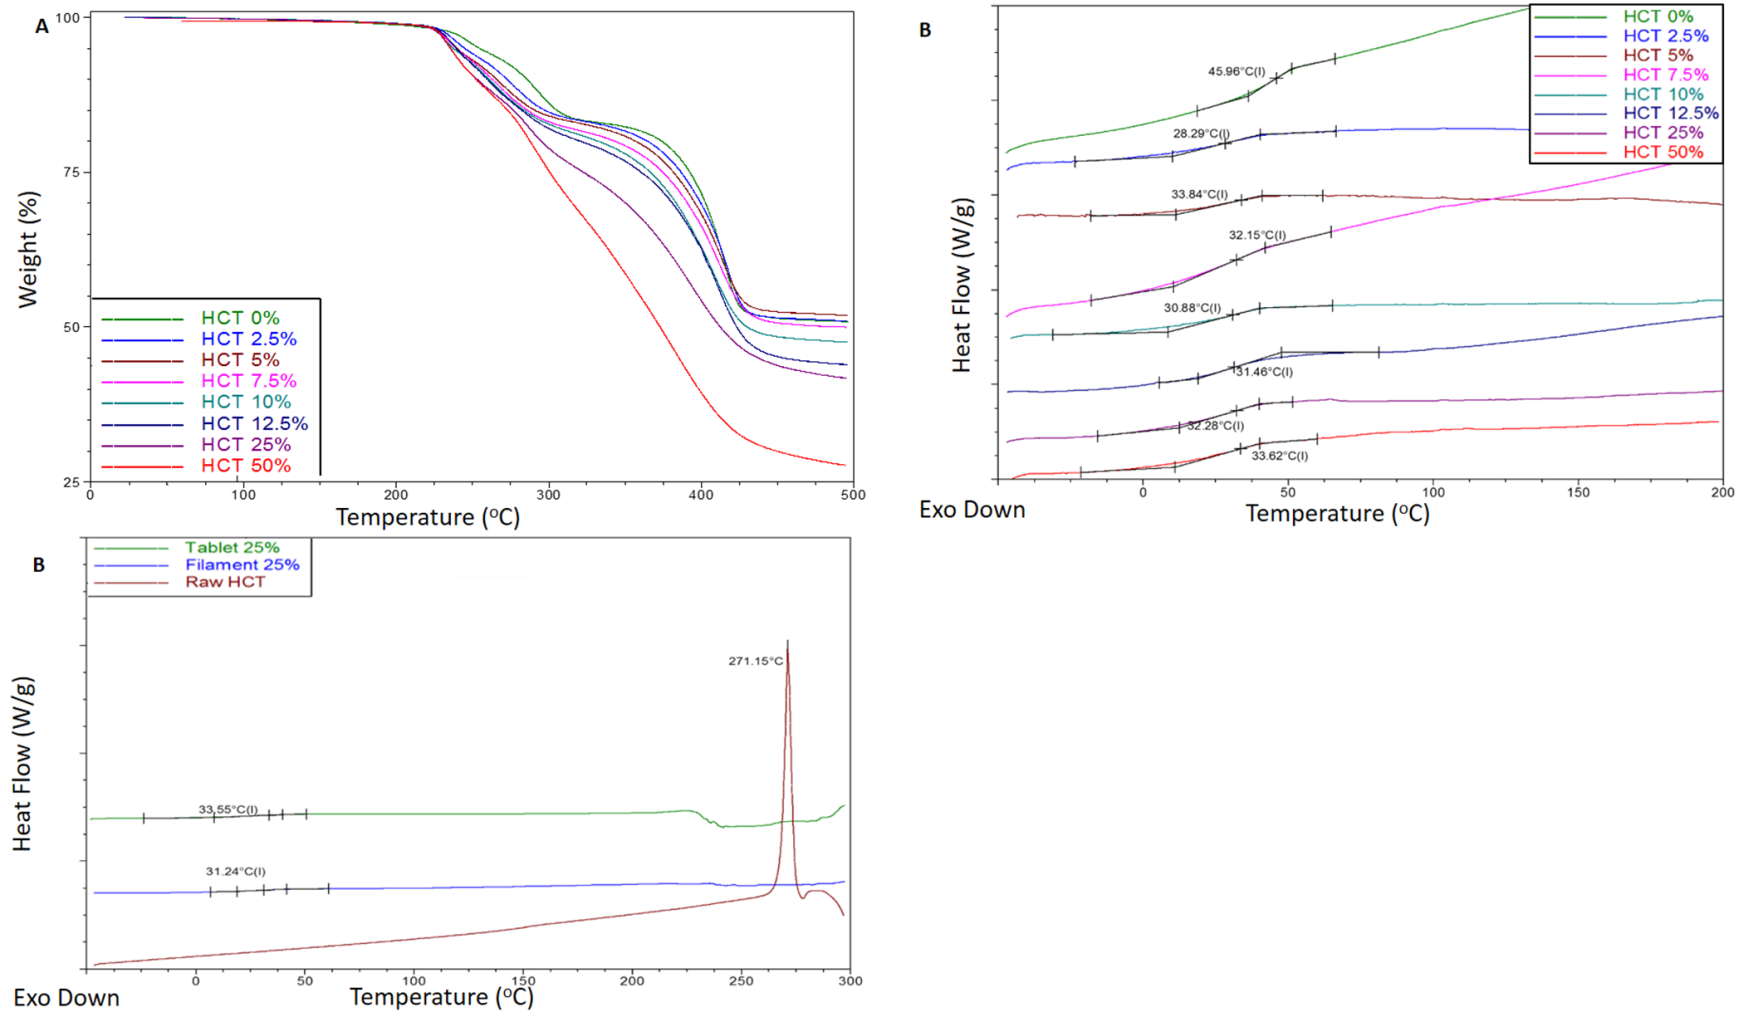 A
100
75
50
25
Weight (%)
HCT 0%
HCT 2.5%
HCT 5%
HCT 7.5%
HCT 10%
HCT 12.5%
HCT 25%
HCT 50%
0 100 200 300 400 500
Temperature (°C)
B
HCT 0%
HCT 2.5%
HCT 5%
HCT 7.5%
HCT 10%
HCT 12.5%
HCT 25%
HCT 50%
45.96°C(I)
28.29°C(I)
33.84°C(I)
32.15°C(I)
30.88°C(I)
31.46°C(I)
32.28°C(I)
33.62°C(I)
Heat Flow (W/g)
0 50 100 150 200
Exo Down
Temperature (°C)
B
Tablet 25%
Filament 25%
Raw HCT
271.15°C
33.55°C(I)
31.24°C(I)
Heat Flow (W/g)
0 50 100 150 200 250 300
Exo Down
Temperature (°C)